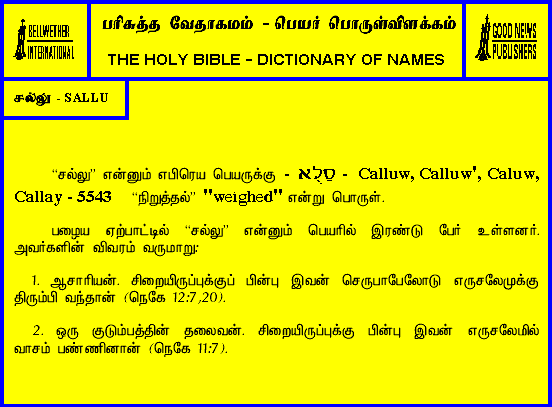 BELLWETHER
INTERNATIONAL
பரிசுத்த வேதாகமம் - பெயர் பொருள்விளக்கம்
THE HOLY BIBLE - DICTIONARY OF NAMES
GOOD NEWS
PUBLISHERS
சல்லு - SALLU
“சல்லு” என்னும் எபிரெய பெயருக்கு - סַלֻּא - Calluw, Calluw', Caluw,
Callay - 5543 “நிறுத்தல்” "weighed" என்று பொருள்.
பழைய ஏற்பாட்டில் “சல்லு” என்னும் பெயரில் இரண்டு பேர் உள்ளனர்.
அவர்களின் விவரம் வருமாறு:
1. ஆசாரியன். சிறையிருப்புக்குப் பின்பு இவன் செருபாபேலோடு எருசலேமுக்கு
திரும்பி வந்தான் (நெகே 12:7,20).
2. ஒரு குடும்பத்தின் தலைவன். சிறையிருப்புக்கு பின்பு இவன் எருசலேமில்
வாசம் பண்ணினான் (நெகே 11:7).